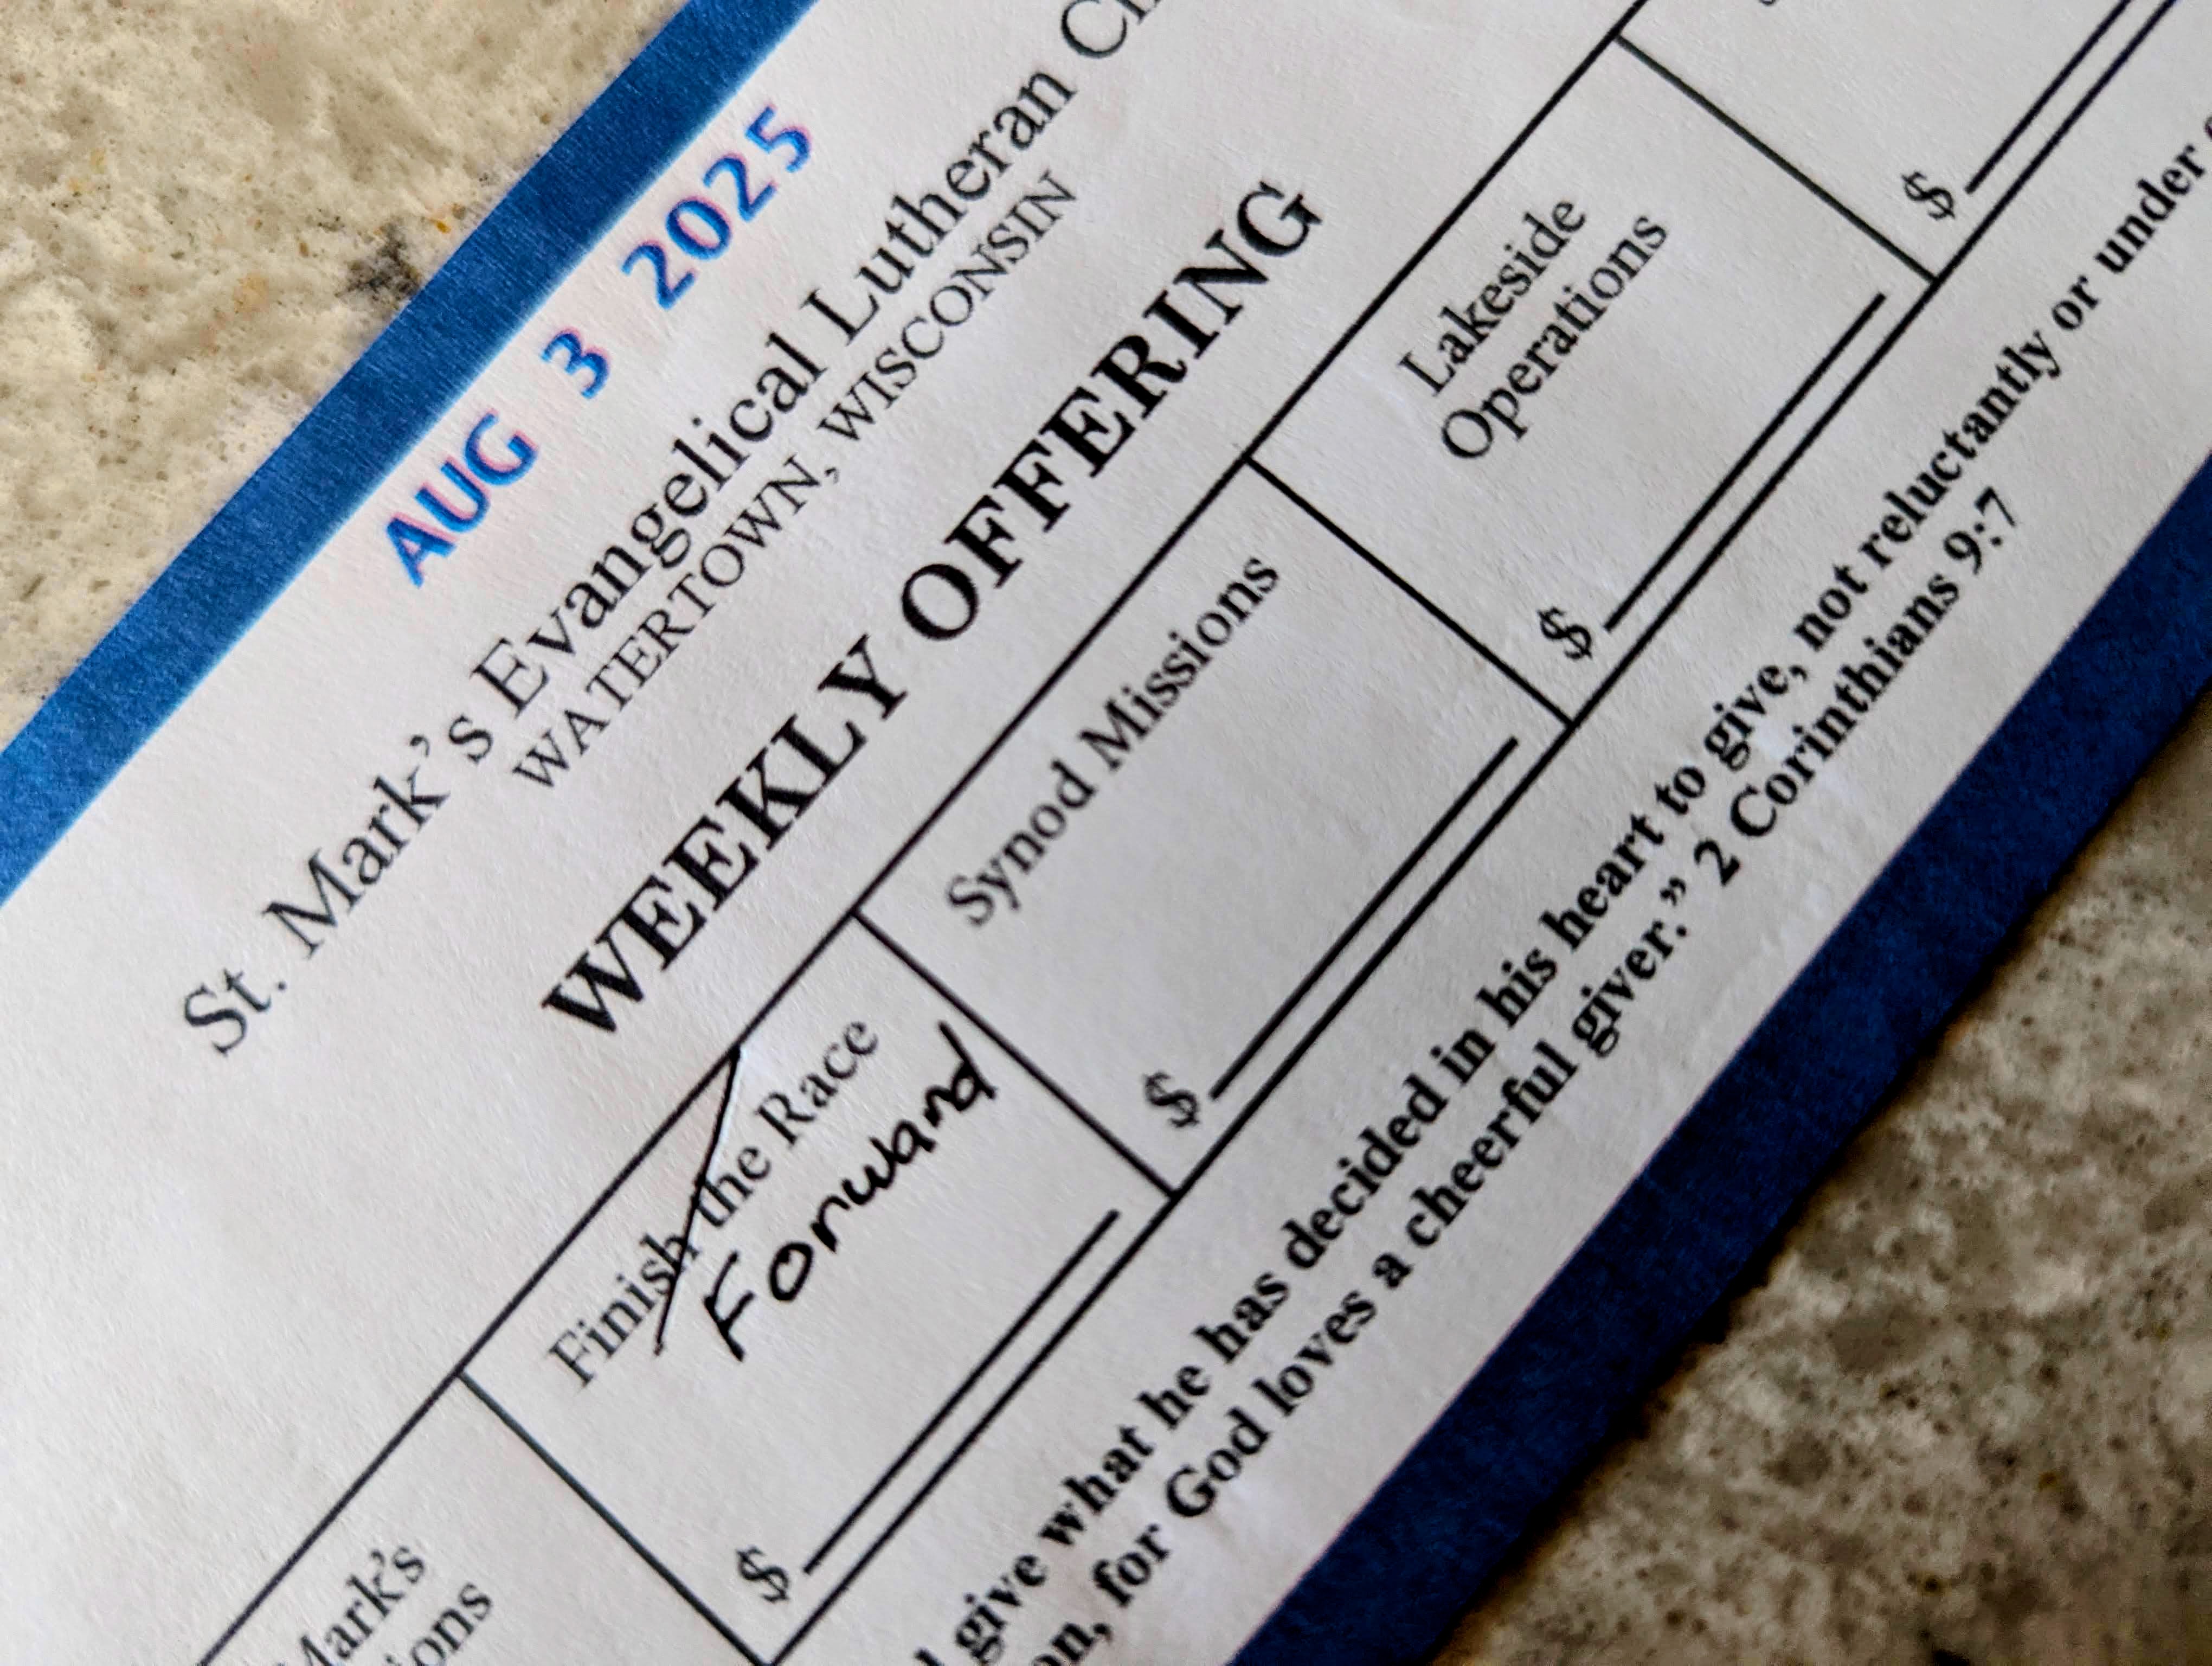 AUG 3 2025
St. Mark's Evangelical Lutheran
WATERTOWN, WISCONSIN
WEEKLY OFFERING
Mark's
Finish the Race
Forward
$
Synod Missions
$
Lakeside
Operations
$
$
give what he has decided in his heart to give, not reluctantly or under
for God loves a cheerful giver.” 2 Corinthians 9:7